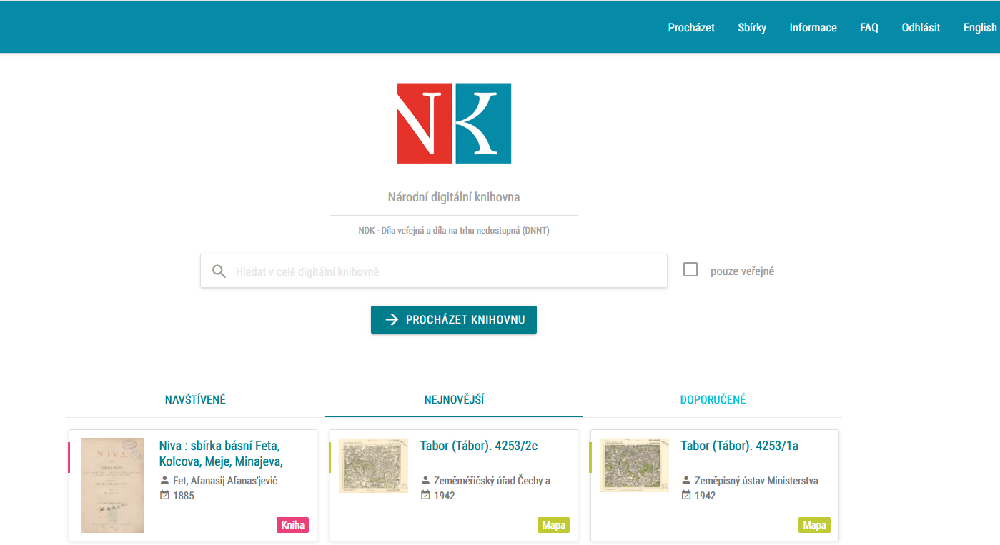 Procházet Sbírky Informace FAQ Odhlásit English
NK
Národní digitální knihovna
NDK - Díla veřejná a díla na trhu nedostupná (DNNT)
Hledat v celé digitální knihovně
pouze veřejné
PROCHÁZET KNIHOVNU
NAVŠTÍVENÉ NEJNOVĚJŠÍ DOPORUČENÉ
NIVA
Niva : sbírka básní Feta,
Kolcova, Meje, Minajeva,
Fet, Afanasij Afanas'jevič
1885
Kniha
Tabor (Tábor). 4253/2c
Zeměměřičský úřad Čechy a
1942
Mapa
Tabor (Tábor). 4253/1a
Zeměpisný ústav Ministerstva
1942
Mapa